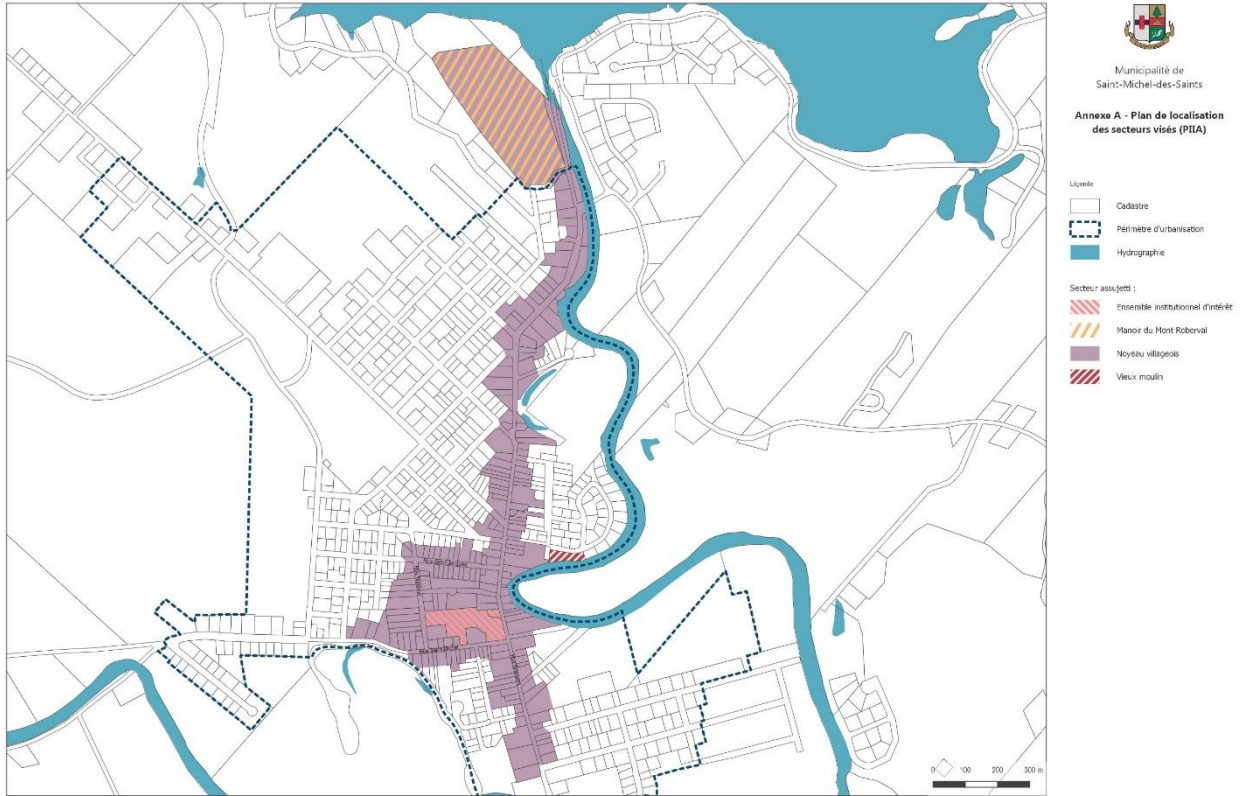 Municipalité de
Saint-Michel-des-Saints
Annexe A - Plan de localisation
des secteurs visés (PIIA)
Légende
Cadastre
Périmètre d'urbanisation
Hydrographie
Secteur assujetti :
Ensemble institutionnel d'intérêt
Manoir du Mont Roberval
Noyeau villageois
Vieux moulin
0 100 200 300 m